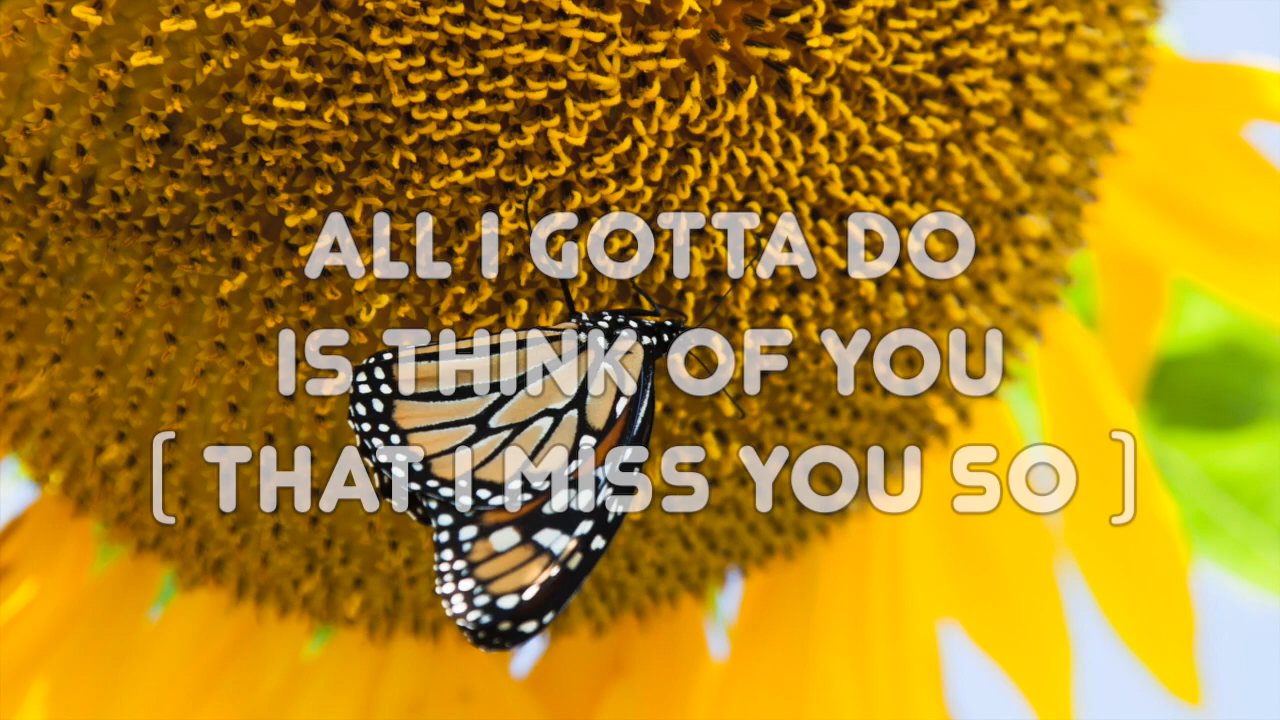 ALL I GOTTA DO
IS THINK OF YOU
( THAT I MISS YOU SO )